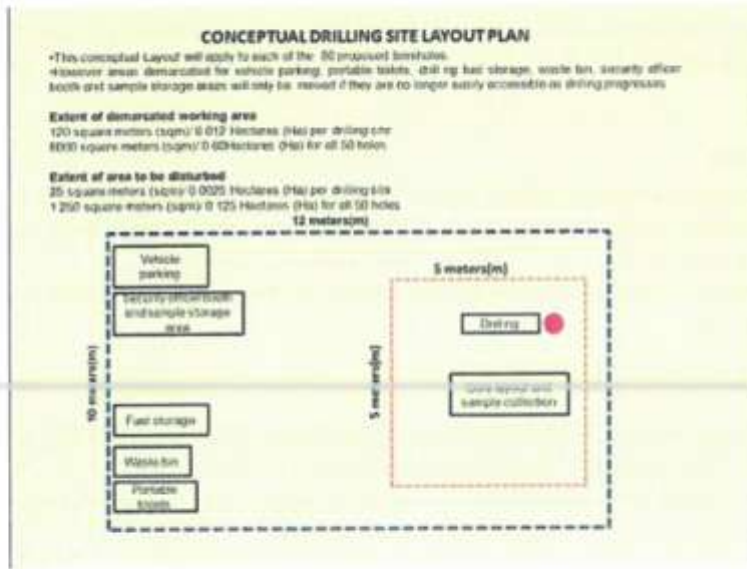 CONCEPTUAL DRILLING SITE LAYOUT PLAN
•This conceptual Layout will apply to each of the 50 proposed boreholes.
•However areas demarcated for vehicle parking, portable toilets, drilling fuel storage, waste bin, security officer
booth and sample storage areas will only be moved if they are no longer easily accessible as drilling progresses
Extent of demarcated working area
120 square meters (sqm)/ 0.012 Hectares (Ha) per drilling site
6000 square meters (sqm)/ 0.60Hectares (Ha) for all 50 holes
Extent of area to be disturbed
25 square meters (sqm)/ 0.0025 Hectares (Ha) per drilling site
1 250 square meters (sqm)/ 0.125 Hectares (Ha) for all 50 holes
12 meters(m)
Vehicle
parking
Security officer booth
and sample storage
area
5 meters(m)
Drilling
10 meters(m)
5 meters(m)
Core layout and
sample collection
Fuel storage
Waste bin
Portable
toilets